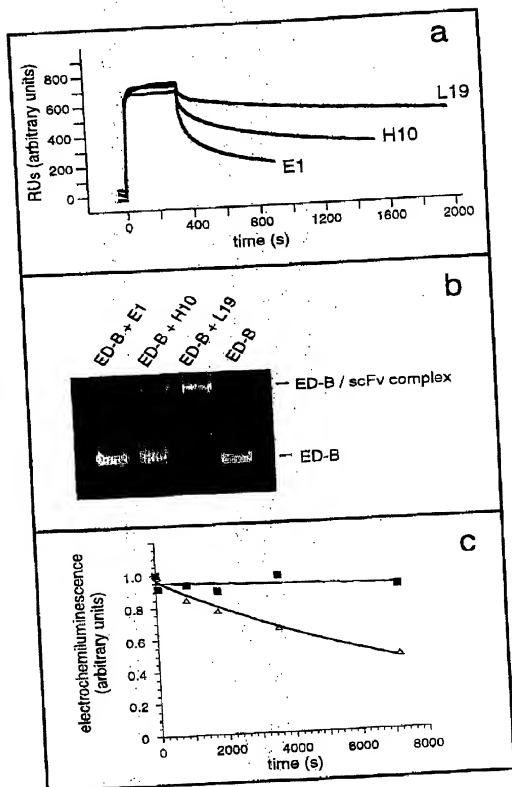 a
RUs (arbitrary units)
800
600
400
200
0
L19
H10
E1
0 400 800 1200 1600 2000
time (s)
b
ED-B + E1
ED-B + H10
ED-B + L19
ED-B
ED-B / scFv complex
ED-B
c
electrochemiluminescence
(arbitrary units)
1.0
0.8
0.6
0.4
0.2
0
0 2000 4000 6000 8000
time (s)